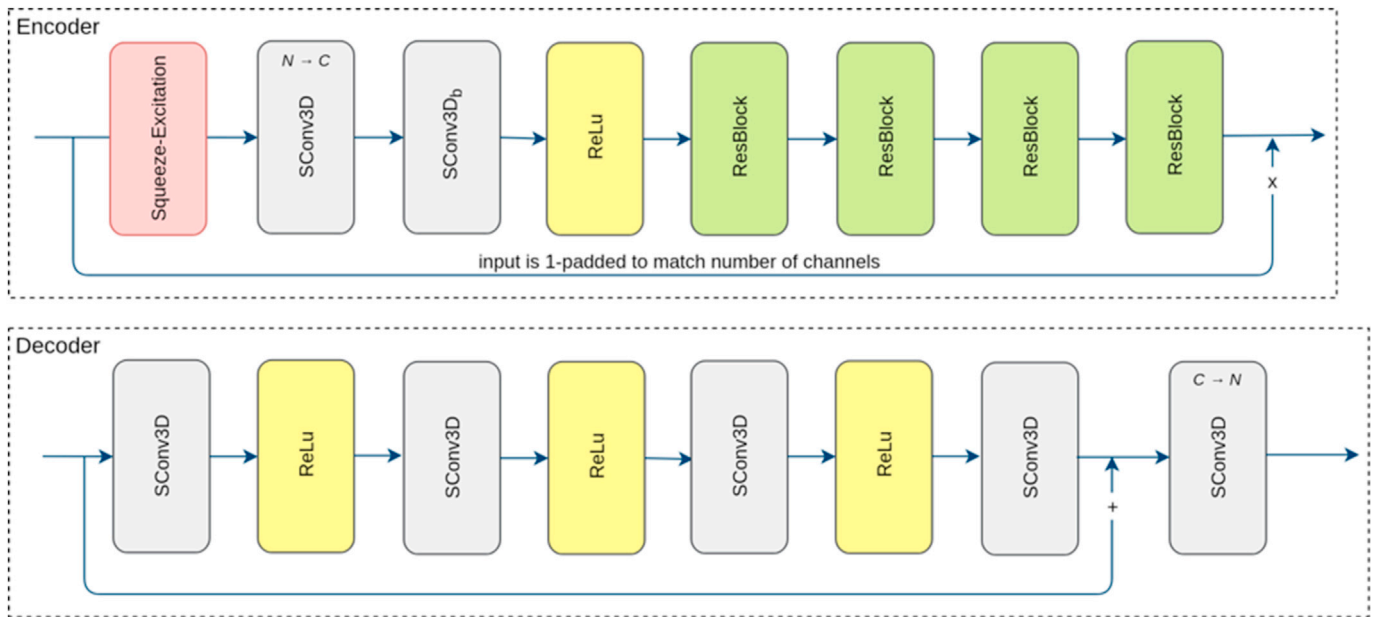 Encoder
Squeeze-Excitation
N → C
SConv3D
SConv3D_b
ReLu
ResBlock
ResBlock
ResBlock
ResBlock
x
input is 1-padded to match number of channels
Decoder
SConv3D
ReLu
SConv3D
ReLu
SConv3D
ReLu
SConv3D
+
C → N
SConv3D